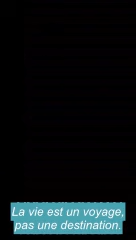 La vie est un voyage,
pas une destination.